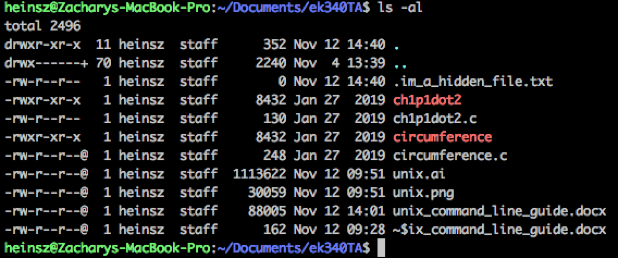 heinsz@Zacharys-MacBook-Pro:~/Documents/ek340TA$ ls -al
total 2496
drwxr-xr-x  11 heinsz  staff      352 Nov 12 14:40 .
drwx------+ 70 heinsz  staff     2240 Nov  4 13:39 ..
-rw-r--r--   1 heinsz  staff        0 Nov 12 14:40 .im_a_hidden_file.txt
-rwxr-xr-x   1 heinsz  staff     8432 Jan 27  2019 ch1p1dot2
-rw-r--r--   1 heinsz  staff      130 Nov 12 14:40 ch1p1dot2.c
-rwxr-xr-x   1 heinsz  staff     8432 Jan 27  2019 circumference
-rw-r--r--@  1 heinsz  staff      248 Jan 27  2019 circumference.c
-rw-r--r--@  1 heinsz  staff  1113622 Nov 12 09:51 unix.ai
-rw-r--r--@  1 heinsz  staff    30059 Nov 12 09:51 unix.png
-rw-r--r--@  1 heinsz  staff    88005 Nov 12 14:01 unix_command_line_guide.docx
-rw-r--r--@  1 heinsz  staff      162 Nov 12 09:28 ~$ix_command_line_guide.docx
heinsz@Zacharys-MacBook-Pro:~/Documents/ek340TA$